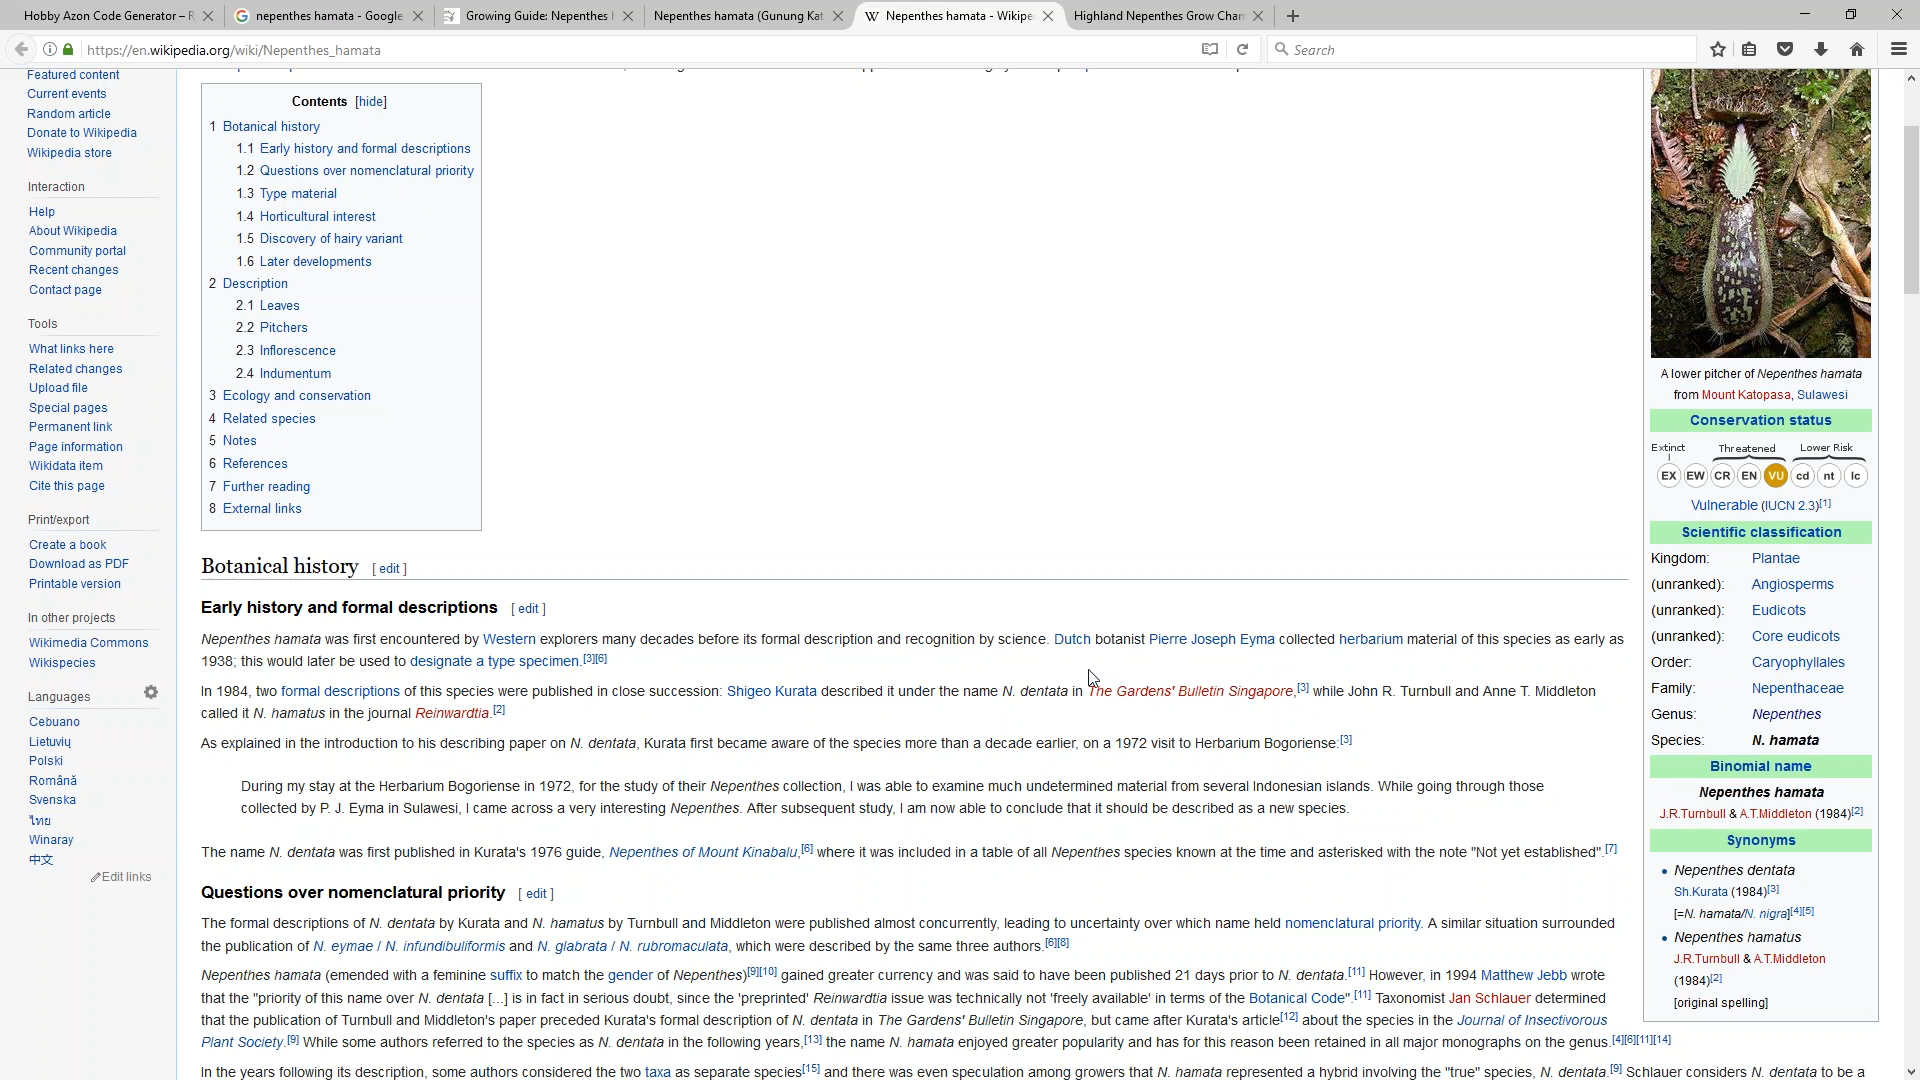 Hobby Azon Code Generator – R
nepenthes hamata - Google
Growing Guide: Nepenthes
Nepenthes hamata (Gunung Kat
Nepenthes hamata - Wikipe
Highland Nepenthes Grow Cham
https://en.wikipedia.org/wiki/Nepenthes_hamata
Search
Featured content
Current events
Random article
Donate to Wikipedia
Wikipedia store
Interaction
Help
About Wikipedia
Community portal
Recent changes
Contact page
Tools
What links here
Related changes
Upload file
Special pages
Permanent link
Page information
Wikidata item
Cite this page
Print/export
Create a book
Download as PDF
Printable version
In other projects
Wikimedia Commons
Wikispecies
Languages
Cebuano
Lietuvių
Polski
Română
Svenska
ไทย
Winaray
中文
Edit links
Contents [hide]
1 Botanical history
1.1 Early history and formal descriptions
1.2 Questions over nomenclatural priority
1.3 Type material
1.4 Horticultural interest
1.5 Discovery of hairy variant
1.6 Later developments
2 Description
2.1 Leaves
2.2 Pitchers
2.3 Inflorescence
2.4 Indumentum
3 Ecology and conservation
4 Related species
5 Notes
6 References
7 Further reading
8 External links
Botanical history [ edit ]
Early history and formal descriptions [ edit ]
Nepenthes hamata was first encountered by Western explorers many decades before its formal description and recognition by science. Dutch botanist Pierre Joseph Eyma collected herbarium material of this species as early as
1938; this would later be used to designate a type specimen.[3][6]
In 1984, two formal descriptions of this species were published in close succession: Shigeo Kurata described it under the name N. dentata in The Gardens' Bulletin Singapore,[3] while John R. Turnbull and Anne T. Middleton
called it N. hamatus in the journal Reinwardtia.[2]
As explained in the introduction to his describing paper on N. dentata, Kurata first became aware of the species more than a decade earlier, on a 1972 visit to Herbarium Bogoriense:[3]
During my stay at the Herbarium Bogoriense in 1972, for the study of their Nepenthes collection, I was able to examine much undetermined material from several Indonesian islands. While going through those
collected by P. J. Eyma in Sulawesi, I came across a very interesting Nepenthes. After subsequent study, I am now able to conclude that it should be described as a new species.
The name N. dentata was first published in Kurata's 1976 guide, Nepenthes of Mount Kinabalu,[6] where it was included in a table of all Nepenthes species known at the time and asterisked with the note "Not yet established".[7]
Questions over nomenclatural priority [ edit ]
The formal descriptions of N. dentata by Kurata and N. hamatus by Turnbull and Middleton were published almost concurrently, leading to uncertainty over which name held nomenclatural priority. A similar situation surrounded
the publication of N. eymae / N. infundibuliformis and N. glabrata / N. rubromaculata, which were described by the same three authors.[6][8]
Nepenthes hamata (emended with a feminine suffix to match the gender of Nepenthes)[9][10] gained greater currency and was said to have been published 21 days prior to N. dentata.[11] However, in 1994 Matthew Jebb wrote
that the "priority of this name over N. dentata [...] is in fact in serious doubt, since the 'preprinted' Reinwardtia issue was technically not 'freely available' in terms of the Botanical Code".[11] Taxonomist Jan Schlauer determined
that the publication of Turnbull and Middleton's paper preceded Kurata's formal description of N. dentata in The Gardens' Bulletin Singapore, but came after Kurata's article[12] about the species in the Journal of Insectivorous
Plant Society.[9] While some authors referred to the species as N. dentata in the following years,[13] the name N. hamata enjoyed greater popularity and has for this reason been retained in all major monographs on the genus.[4][6][11][14]
In the years following its description, some authors considered the two taxa as separate species[15] and there was even speculation among growers that N. hamata represented a hybrid involving the "true" species, N. dentata.[9] Schlauer considers N. dentata to be a
A lower pitcher of Nepenthes hamata
from Mount Katopasa, Sulawesi
Conservation status
Extinct Threatened Lower Risk
EX EW CR EN VU cd nt lc
Vulnerable (IUCN 2.3)[1]
Scientific classification
Kingdom: Plantae
(unranked): Angiosperms
(unranked): Eudicots
(unranked): Core eudicots
Order: Caryophyllales
Family: Nepenthaceae
Genus: Nepenthes
Species: N. hamata
Binomial name
Nepenthes hamata
J.R.Turnbull & A.T.Middleton (1984)[2]
Synonyms
Nepenthes dentata
Sh.Kurata (1984)[3]
[=N. hamata/N. nigra][4][5]
Nepenthes hamatus
J.R.Turnbull & A.T.Middleton
(1984)[2]
[original spelling]